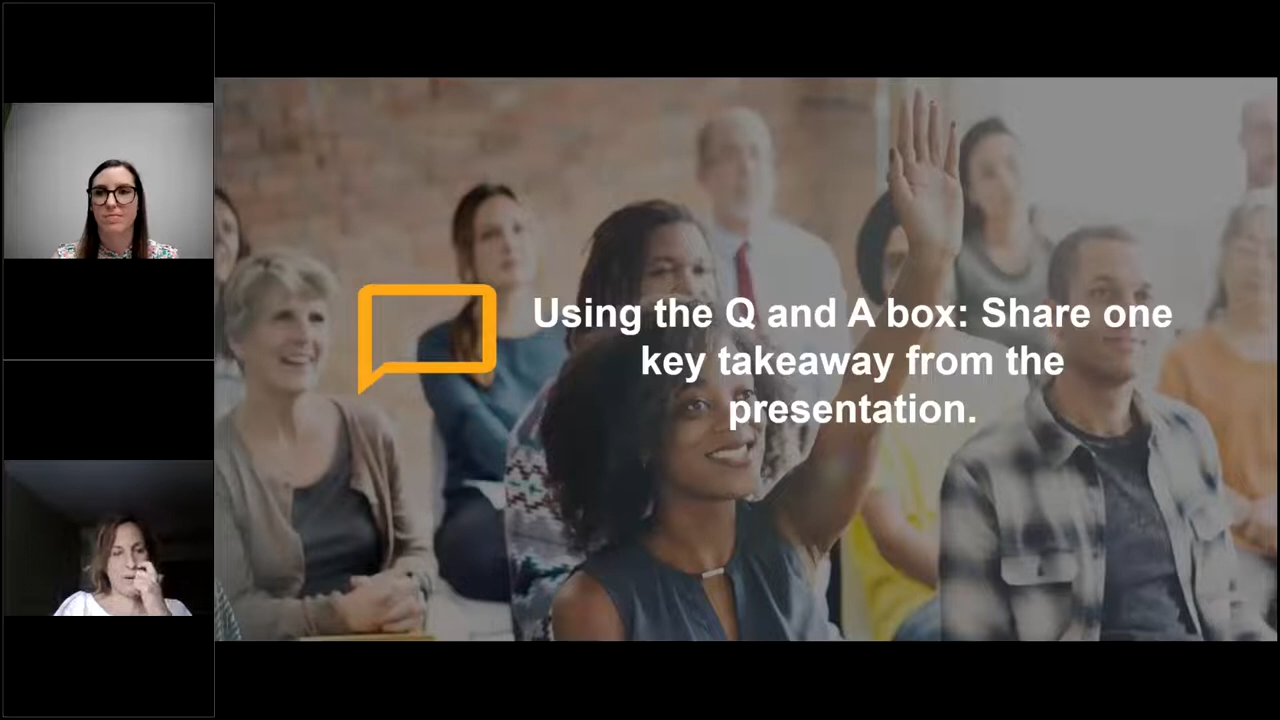 Using the Q and A box: Share one
key takeaway from the
presentation.